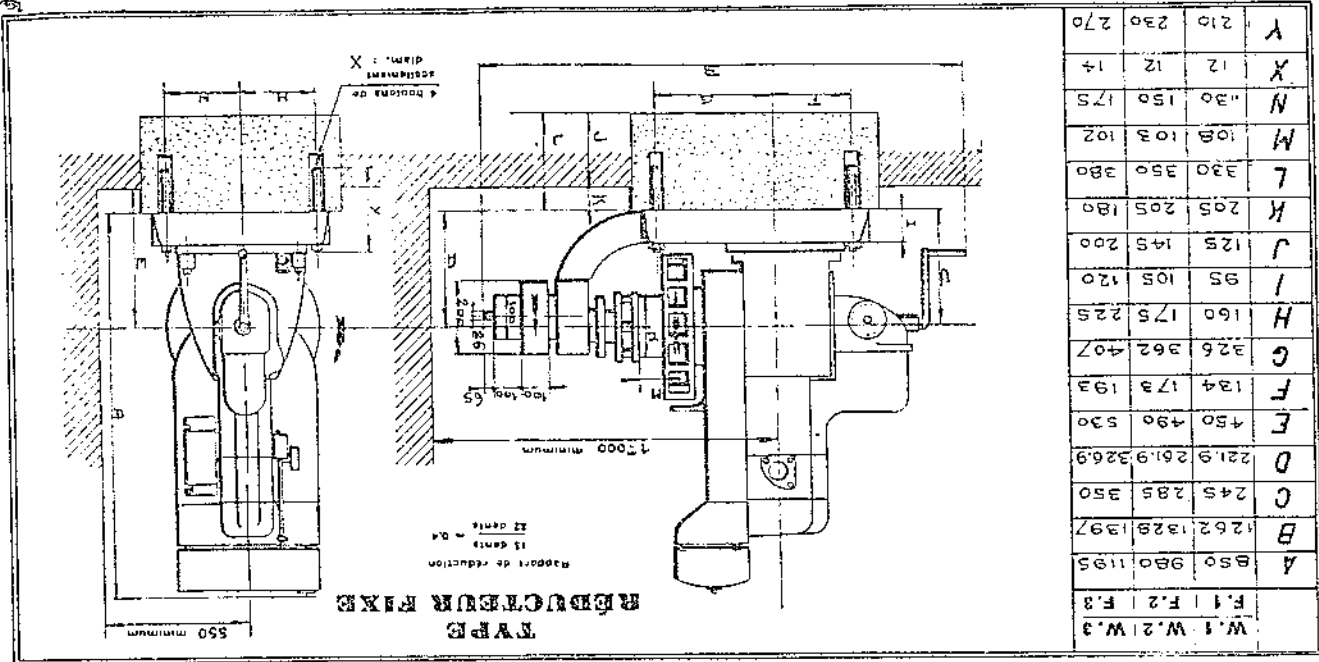 W.1 | W.2 | W.3
F.1 | F.2 | F.3
A 850 980 1195
B 1262 1328 1397
C 245 285 350
D 221.9 261.9 326.9
E 450 490 530
F 134 173 193
G 326 362 407
H 160 175 225
I 95 105 120
J 125 145 200
K 205 205 180
L 330 350 380
M 108 103 102
N 130 150 175
X 12 12 14
Y 210 230 270
TYPE
RÉDUCTEUR FIXE
Rapport de réduction
dents
dents = 0,4
550 minimum
1.000 minimum
100 100 65
200
100
26
M
K
J
J
B
4 boulons de
scellement
diam. : X